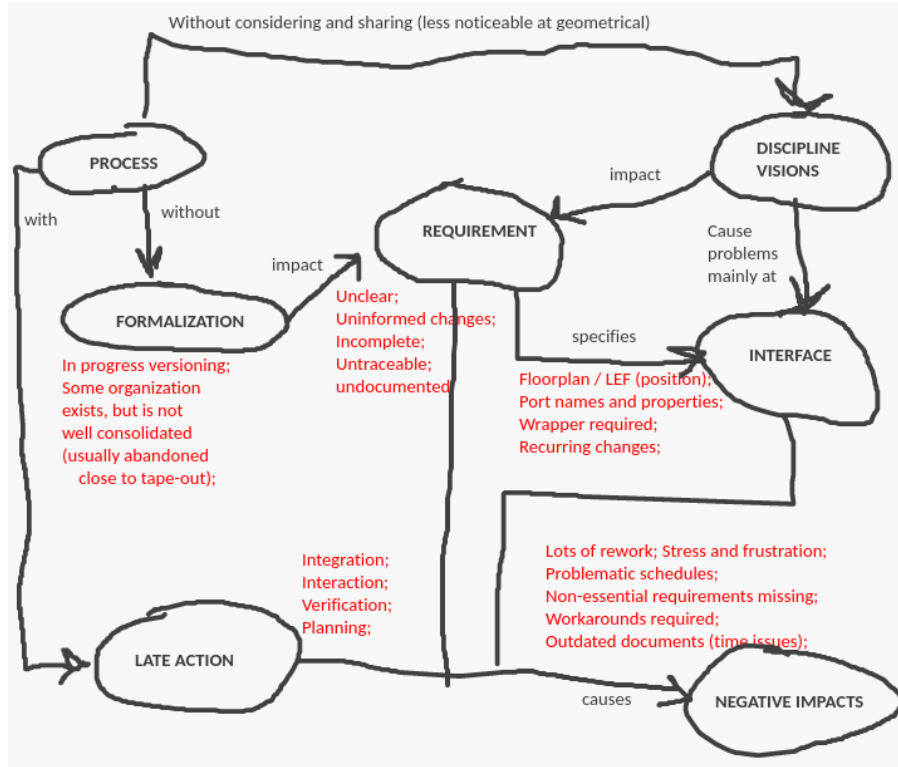 Without considering and sharing (less noticeable at geometrical)
PROCESS
DISCIPLINE
VISIONS
impact
with
without
REQUIREMENT
Cause
problems
mainly at
impact
Unclear;
Uninformed changes;
Incomplete;
Untraceable;
undocumented
FORMALIZATION
In progress versioning;
Some organization
exists, but is not
well consolidated
(usually abandoned
close to tape-out);
specifies
INTERFACE
Floorplan / LEF (position);
Port names and properties;
Wrapper required;
Recurring changes;
Integration;
Interaction;
Verification;
Planning;
Lots of rework; Stress and frustration;
Problematic schedules;
Non-essential requirements missing;
Workarounds required;
Outdated documents (time issues);
LATE ACTION
causes
NEGATIVE IMPACTS